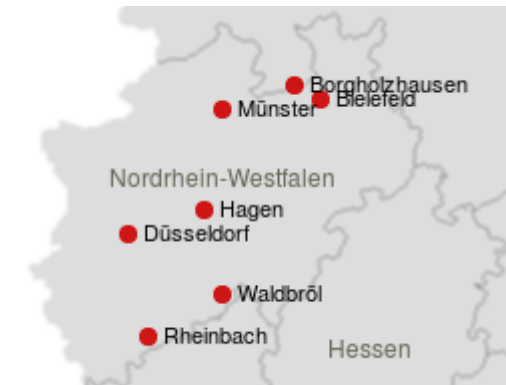 Borgholzhausen
Bielefeld
Münster
Nordrhein-Westfalen
Hagen
Düsseldorf
Waldbröl
Rheinbach
Hessen